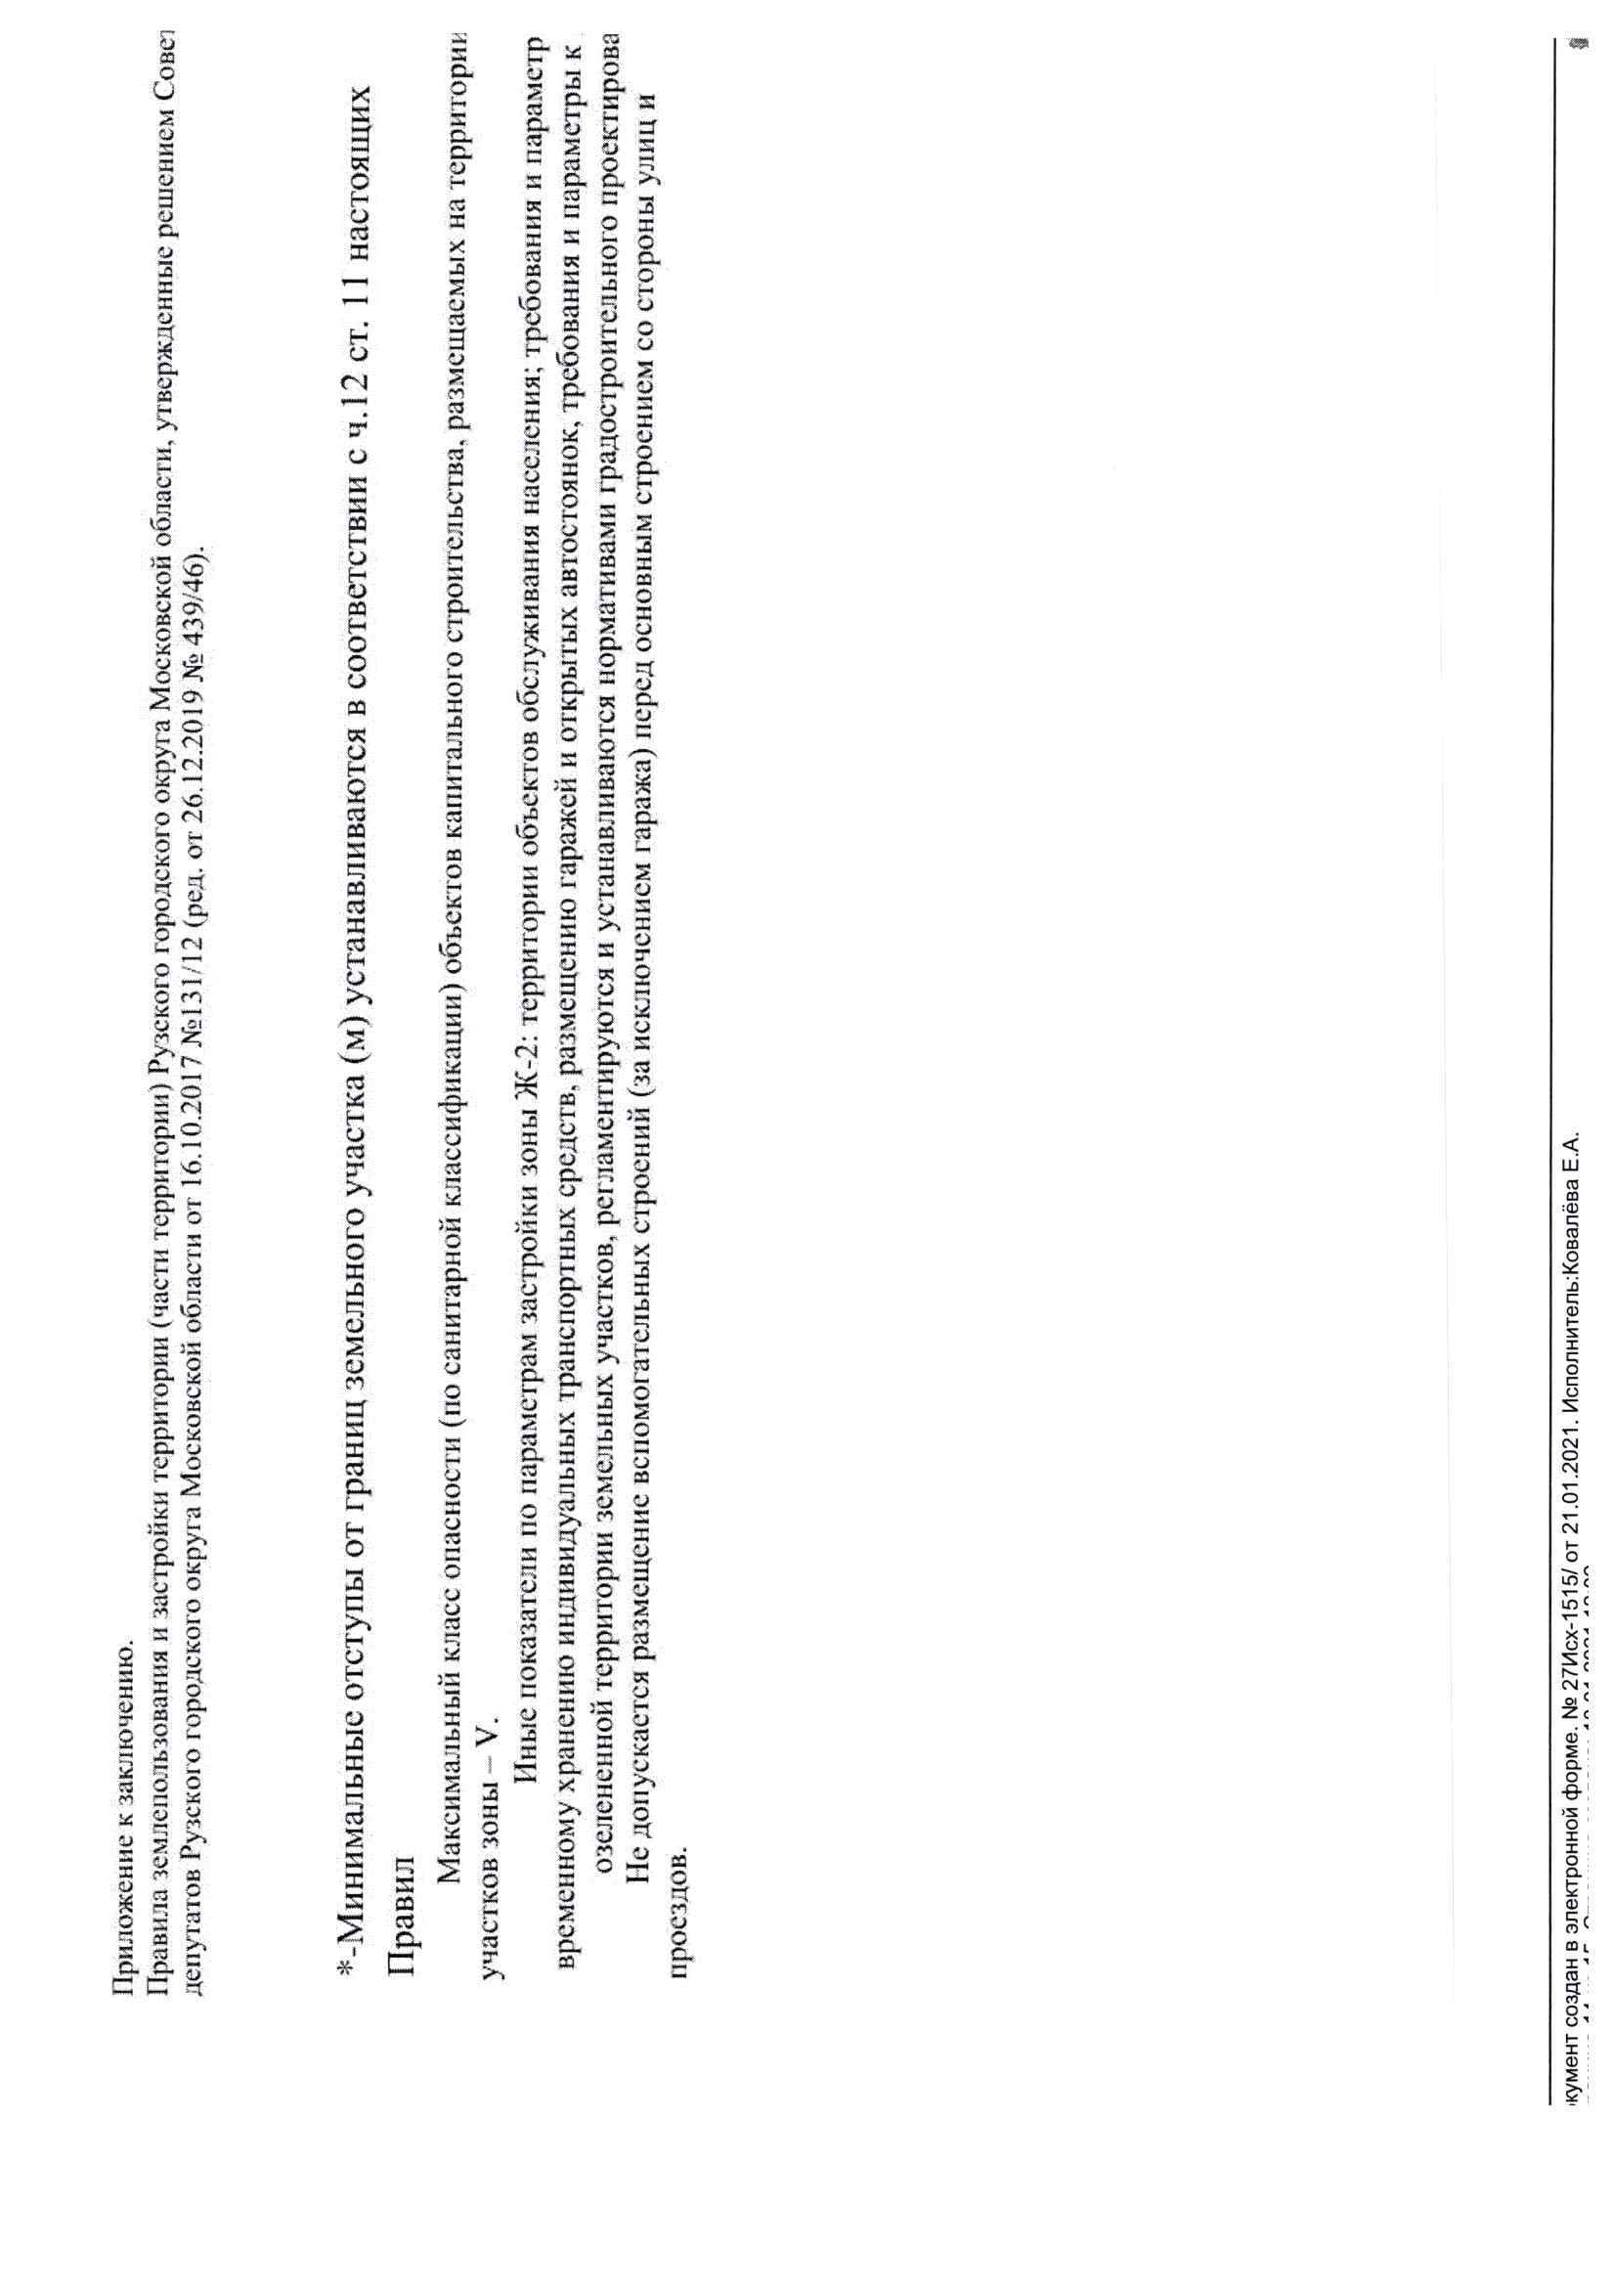 Приложение к заключению.
Правила землепользования и застройки территории (части территории) Рузского городского округа Московской области, утвержденные решением Совет
депутатов Рузского городского округа Московской области от 16.10.2017 №131/12 (ред. от 26.12.2019 № 439/46).
*-Минимальные отступы от границ земельного участка (м) устанавливаются в соответствии с ч.12 ст. 11 настоящих
Правил
Максимальный класс опасности (по санитарной классификации) объектов капитального строительства, размещаемых на территории
участков зоны – V.
Иные показатели по параметрам застройки зоны Ж-2: территории объектов обслуживания населения; требования и параметр
временному хранению индивидуальных транспортных средств, размещению гаражей и открытых автостоянок, требования и параметры к
озелененной территории земельных участков, регламентируются и устанавливаются нормативами градостроительного проектирова
Не допускается размещение вспомогательных строений (за исключением гаража) перед основным строением со стороны улиц и
проездов.
кумент создан в электронной форме. № 27Исх-1515/ от 21.01.2021. Исполнитель:Ковалёва Е.А.